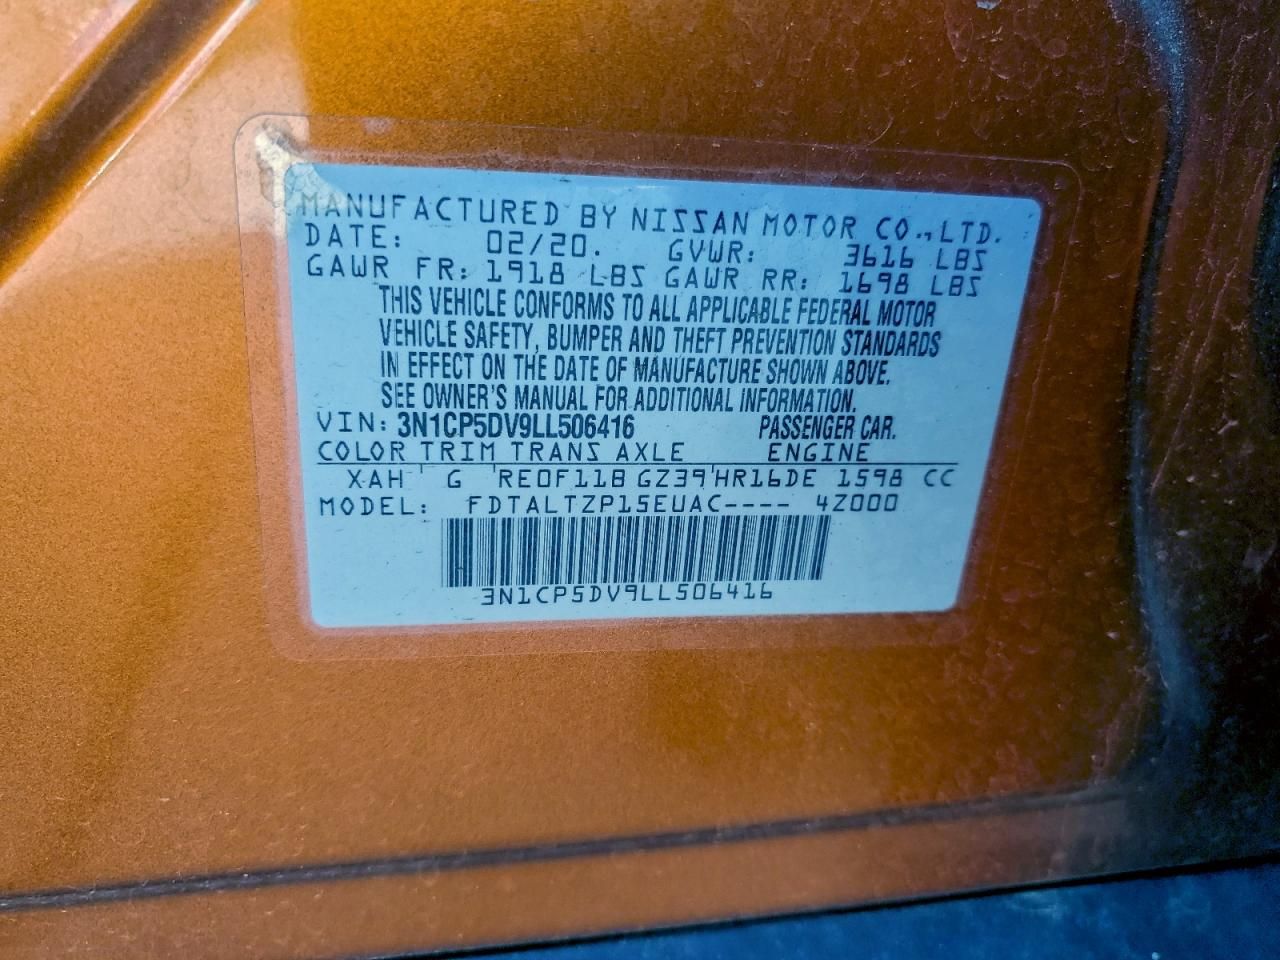 MANUFACTURED BY NISSAN MOTOR CO., LTD.
DATE: 02/20. GVWR: 3616 LBS
GAWR FR: 1918 LBS GAWR RR: 1698 LBS
THIS VEHICLE CONFORMS TO ALL APPLICABLE FEDERAL MOTOR
VEHICLE SAFETY, BUMPER AND THEFT PREVENTION STANDARDS
IN EFFECT ON THE DATE OF MANUFACTURE SHOWN ABOVE.
SEE OWNER'S MANUAL FOR ADDITIONAL INFORMATION.
VIN: 3N1CP5DV9LL506416 PASSENGER CAR.
COLOR TRIM TRANS AXLE ENGINE
XAH ' G ' RE0F11B GZ39 ' HR16DE 1598 CC
MODEL: FDTALTZP15EUAC---- 4Z000
3N1CP5DV9LL506416